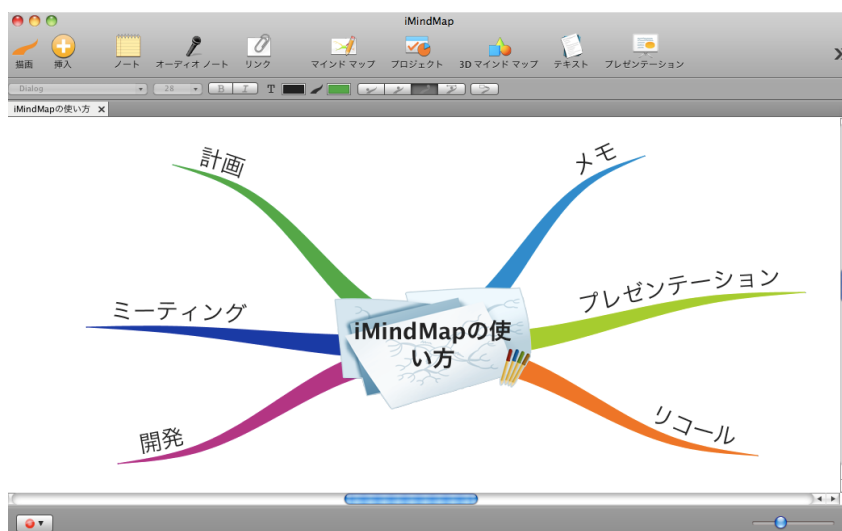 iMindMap
描画 挿入 ノート オーディオ ノート リンク マインド マップ プロジェクト 3D マインド マップ テキスト プレゼンテーション
Dialog 28 B I T
iMindMapの使い方 X
計画
メモ
ミーティング
プレゼンテーション
iMindMapの使
い方
開発
リコール